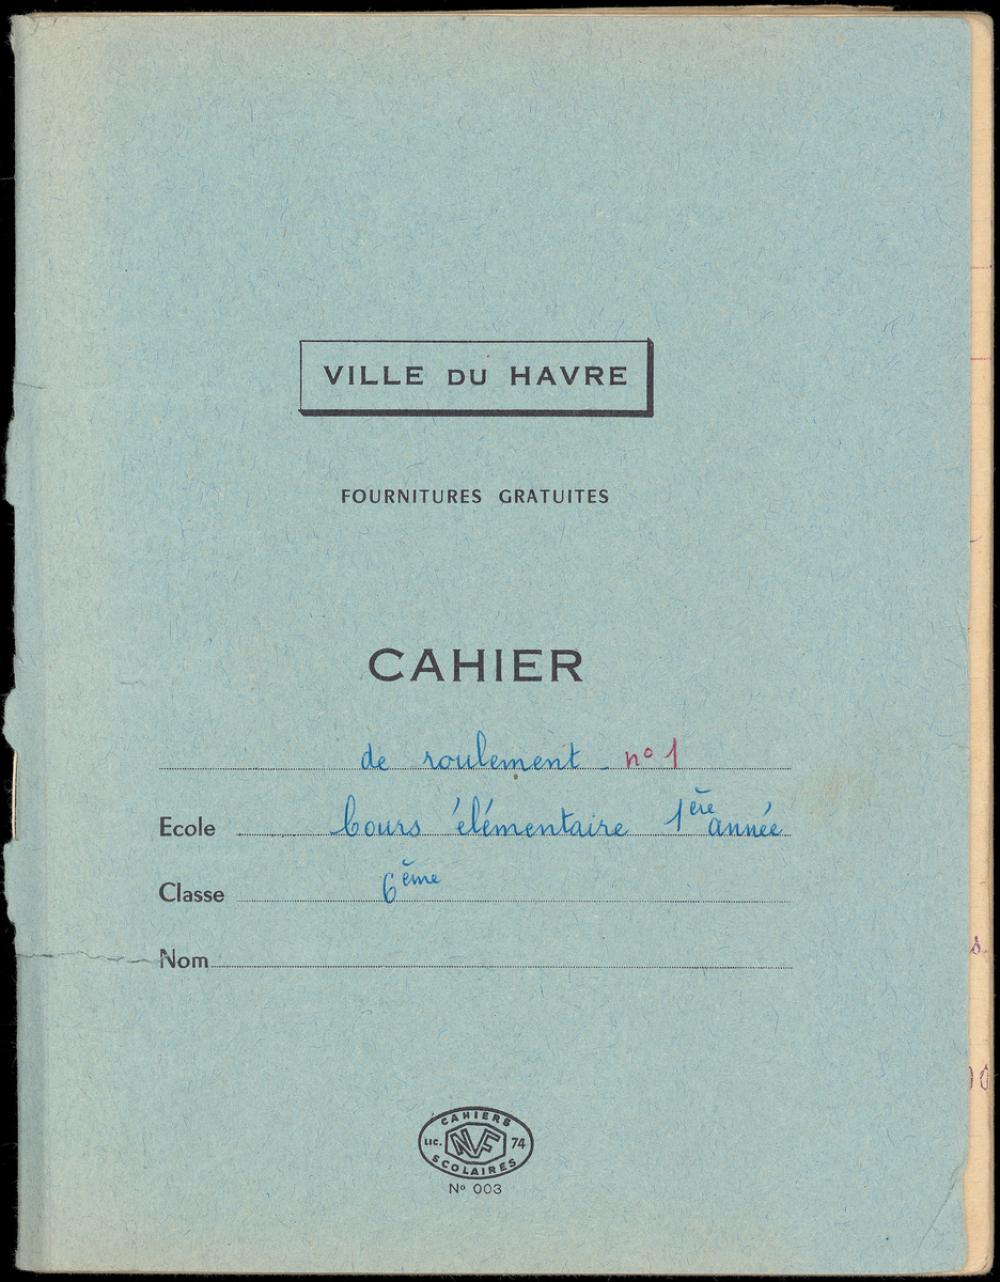 VILLE DU HAVRE
FOURNITURES GRATUITES
CAHIER
de roulement - n° 1
Ecole Cours élémentaire 1ère année
Classe 6ème
Nom
CAHIERS
LIC. NF 74
SCOLAIRES
N° 003